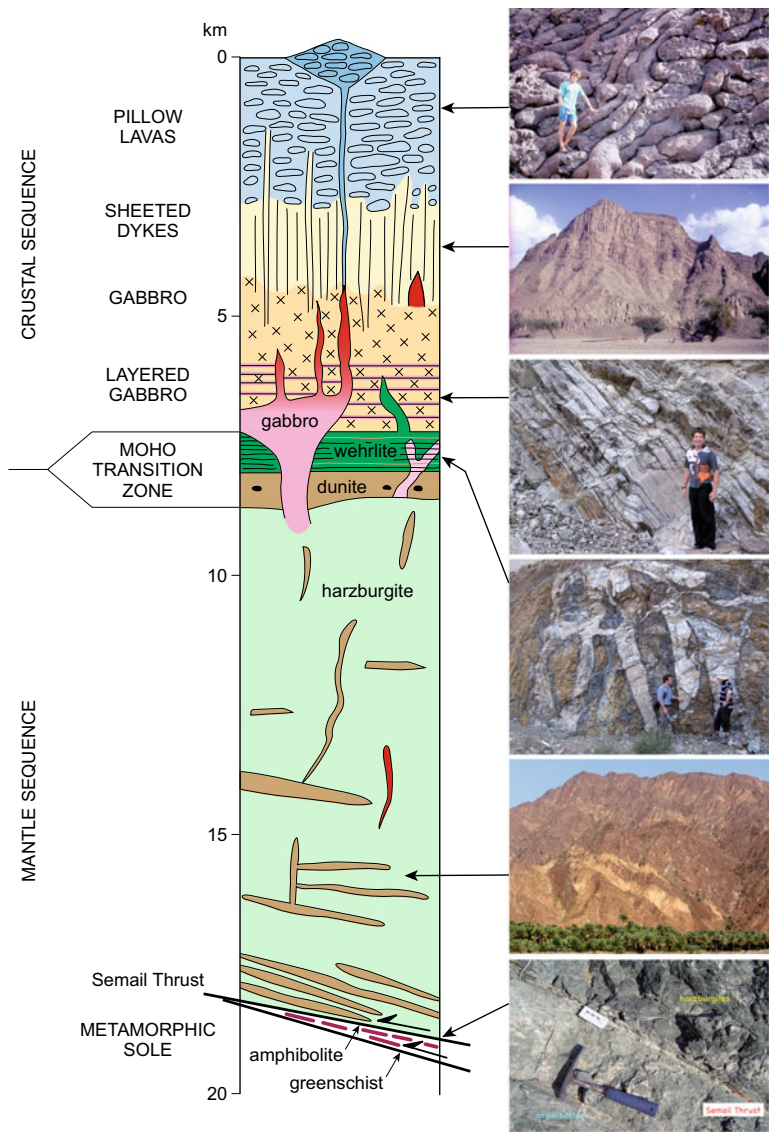 km
0
PILLOW
LAVAS
SHEETED
DYKES
CRUSTAL SEQUENCE
GABBRO
5
LAYERED
GABBRO
gabbro
MOHO
TRANSITION
ZONE
wehrlite
dunite
10
harzburgite
MANTLE SEQUENCE
15
Semail Thrust
METAMORPHIC
SOLE
amphibolite
greenschist
20
harzburgites
Semail Thrust